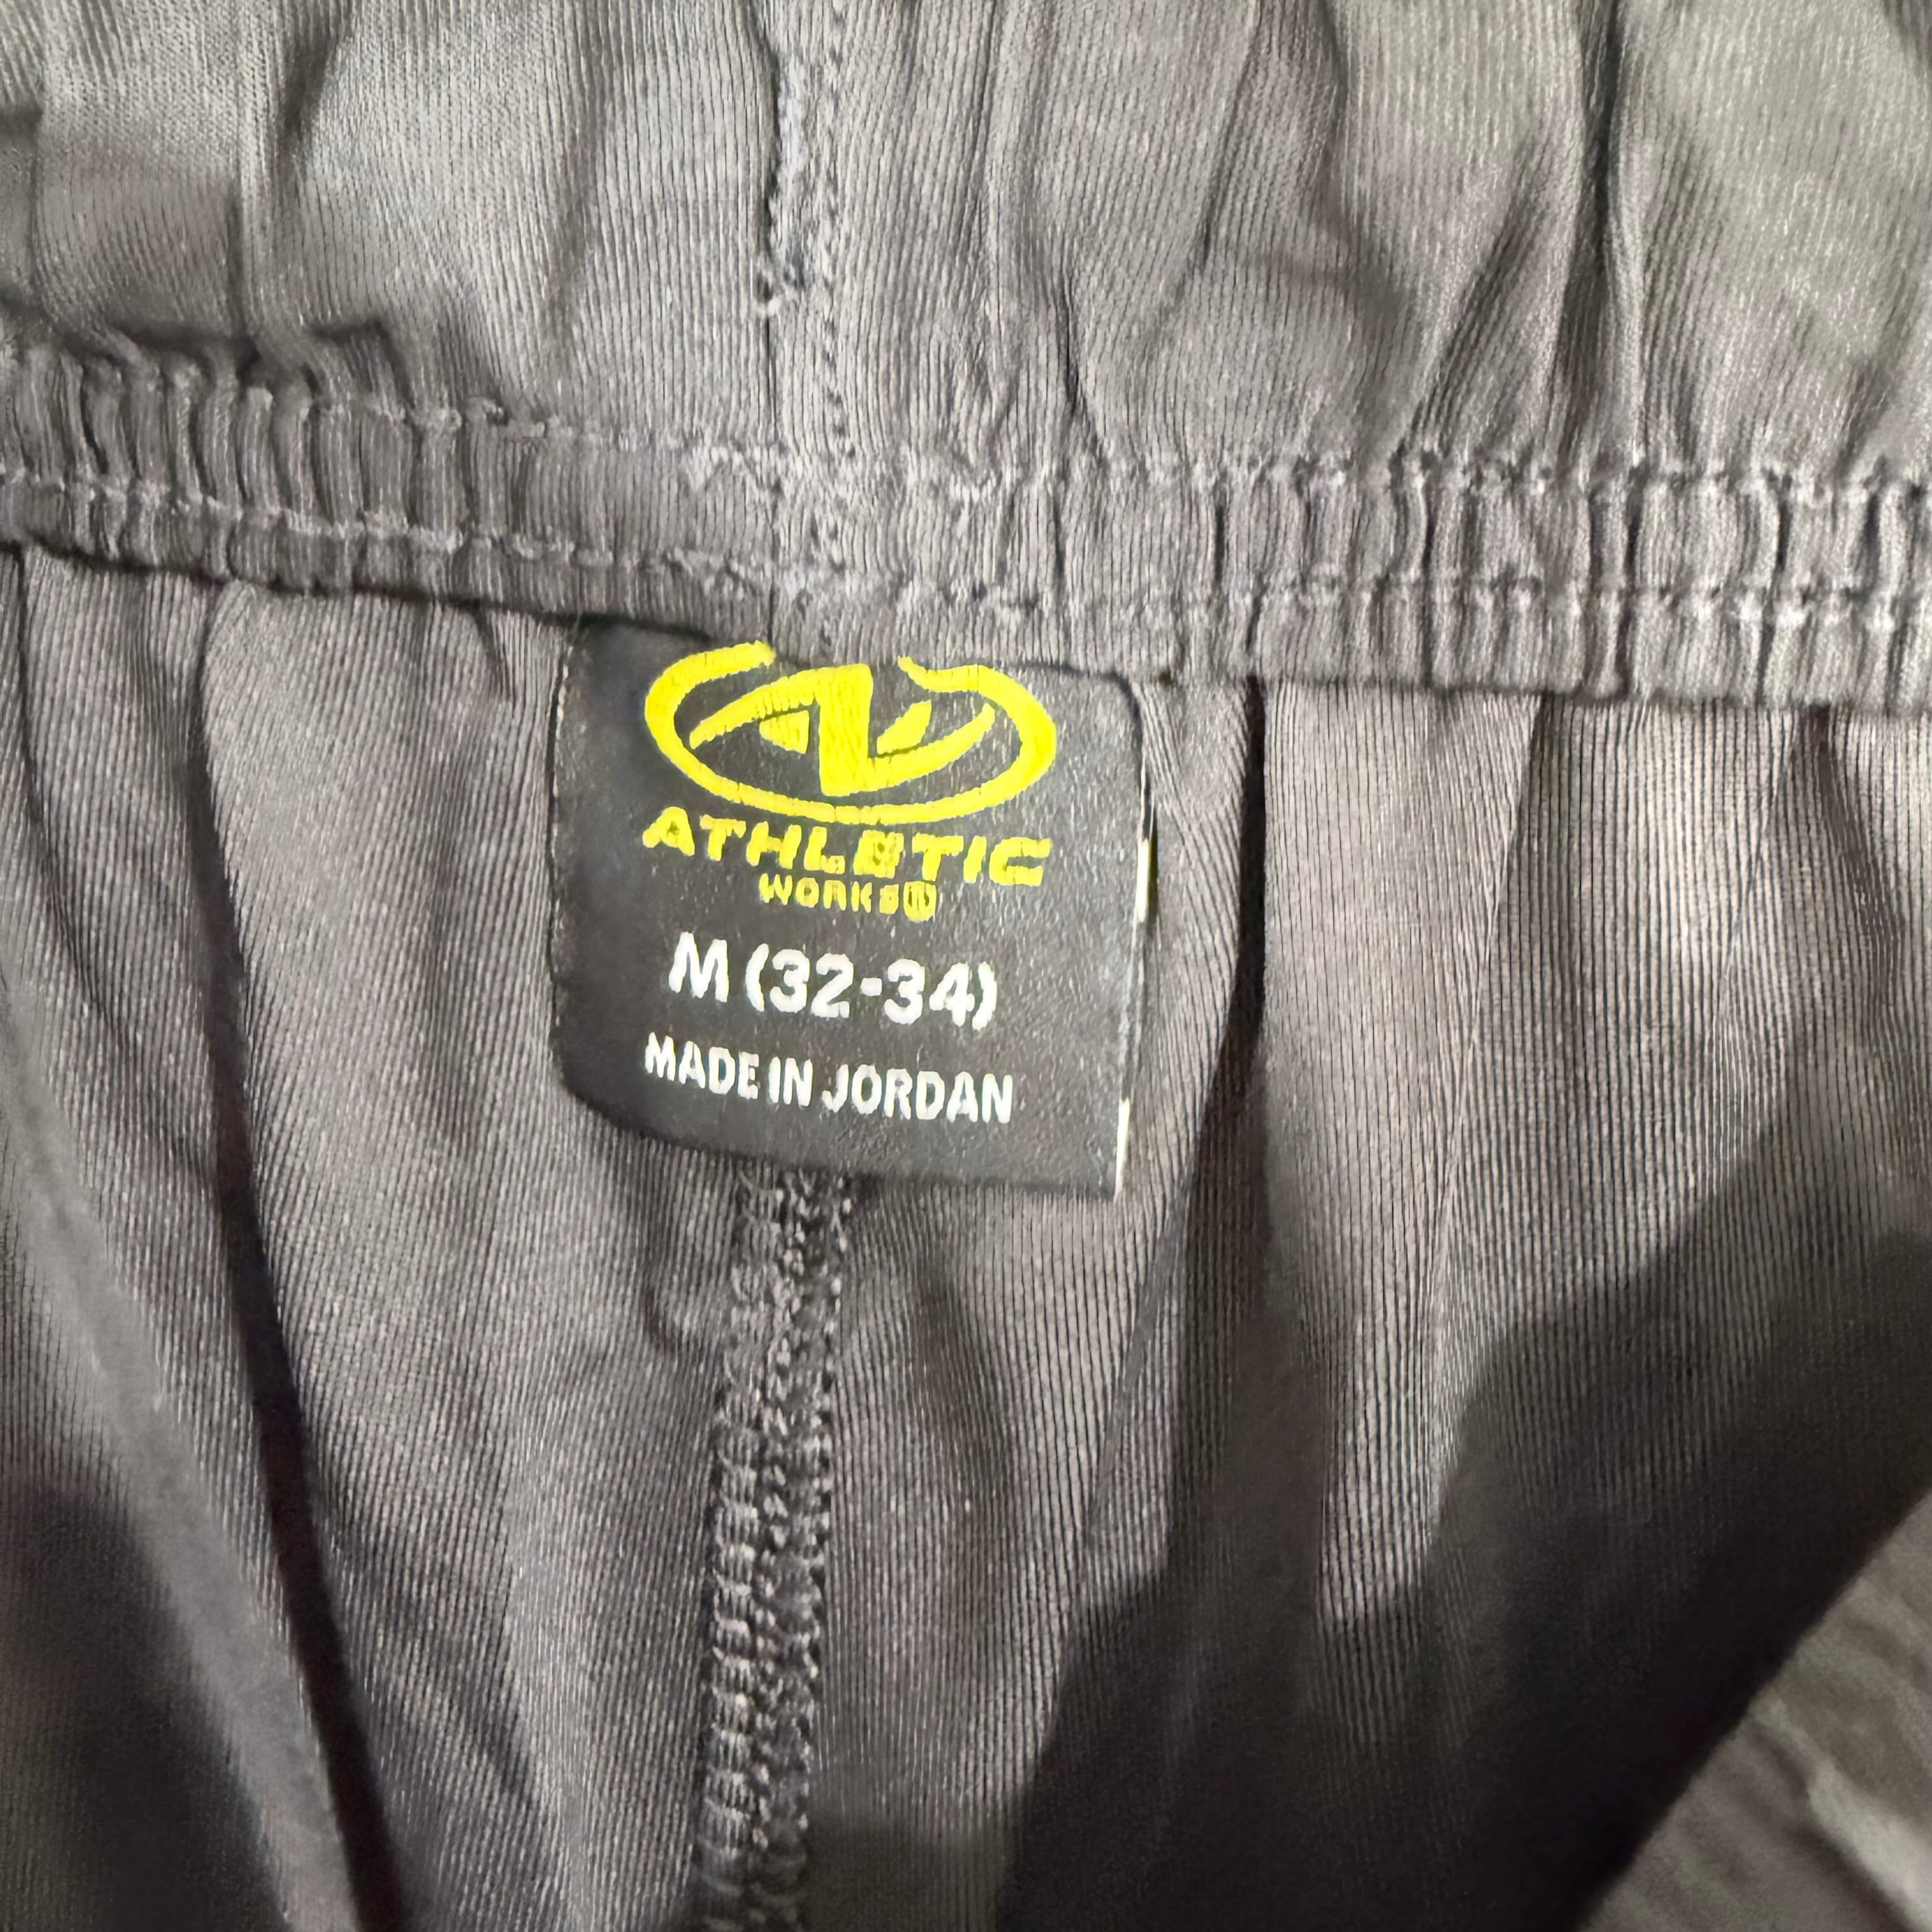 ATHLETIC
WORKS®
M (32-34)
MADE IN JORDAN